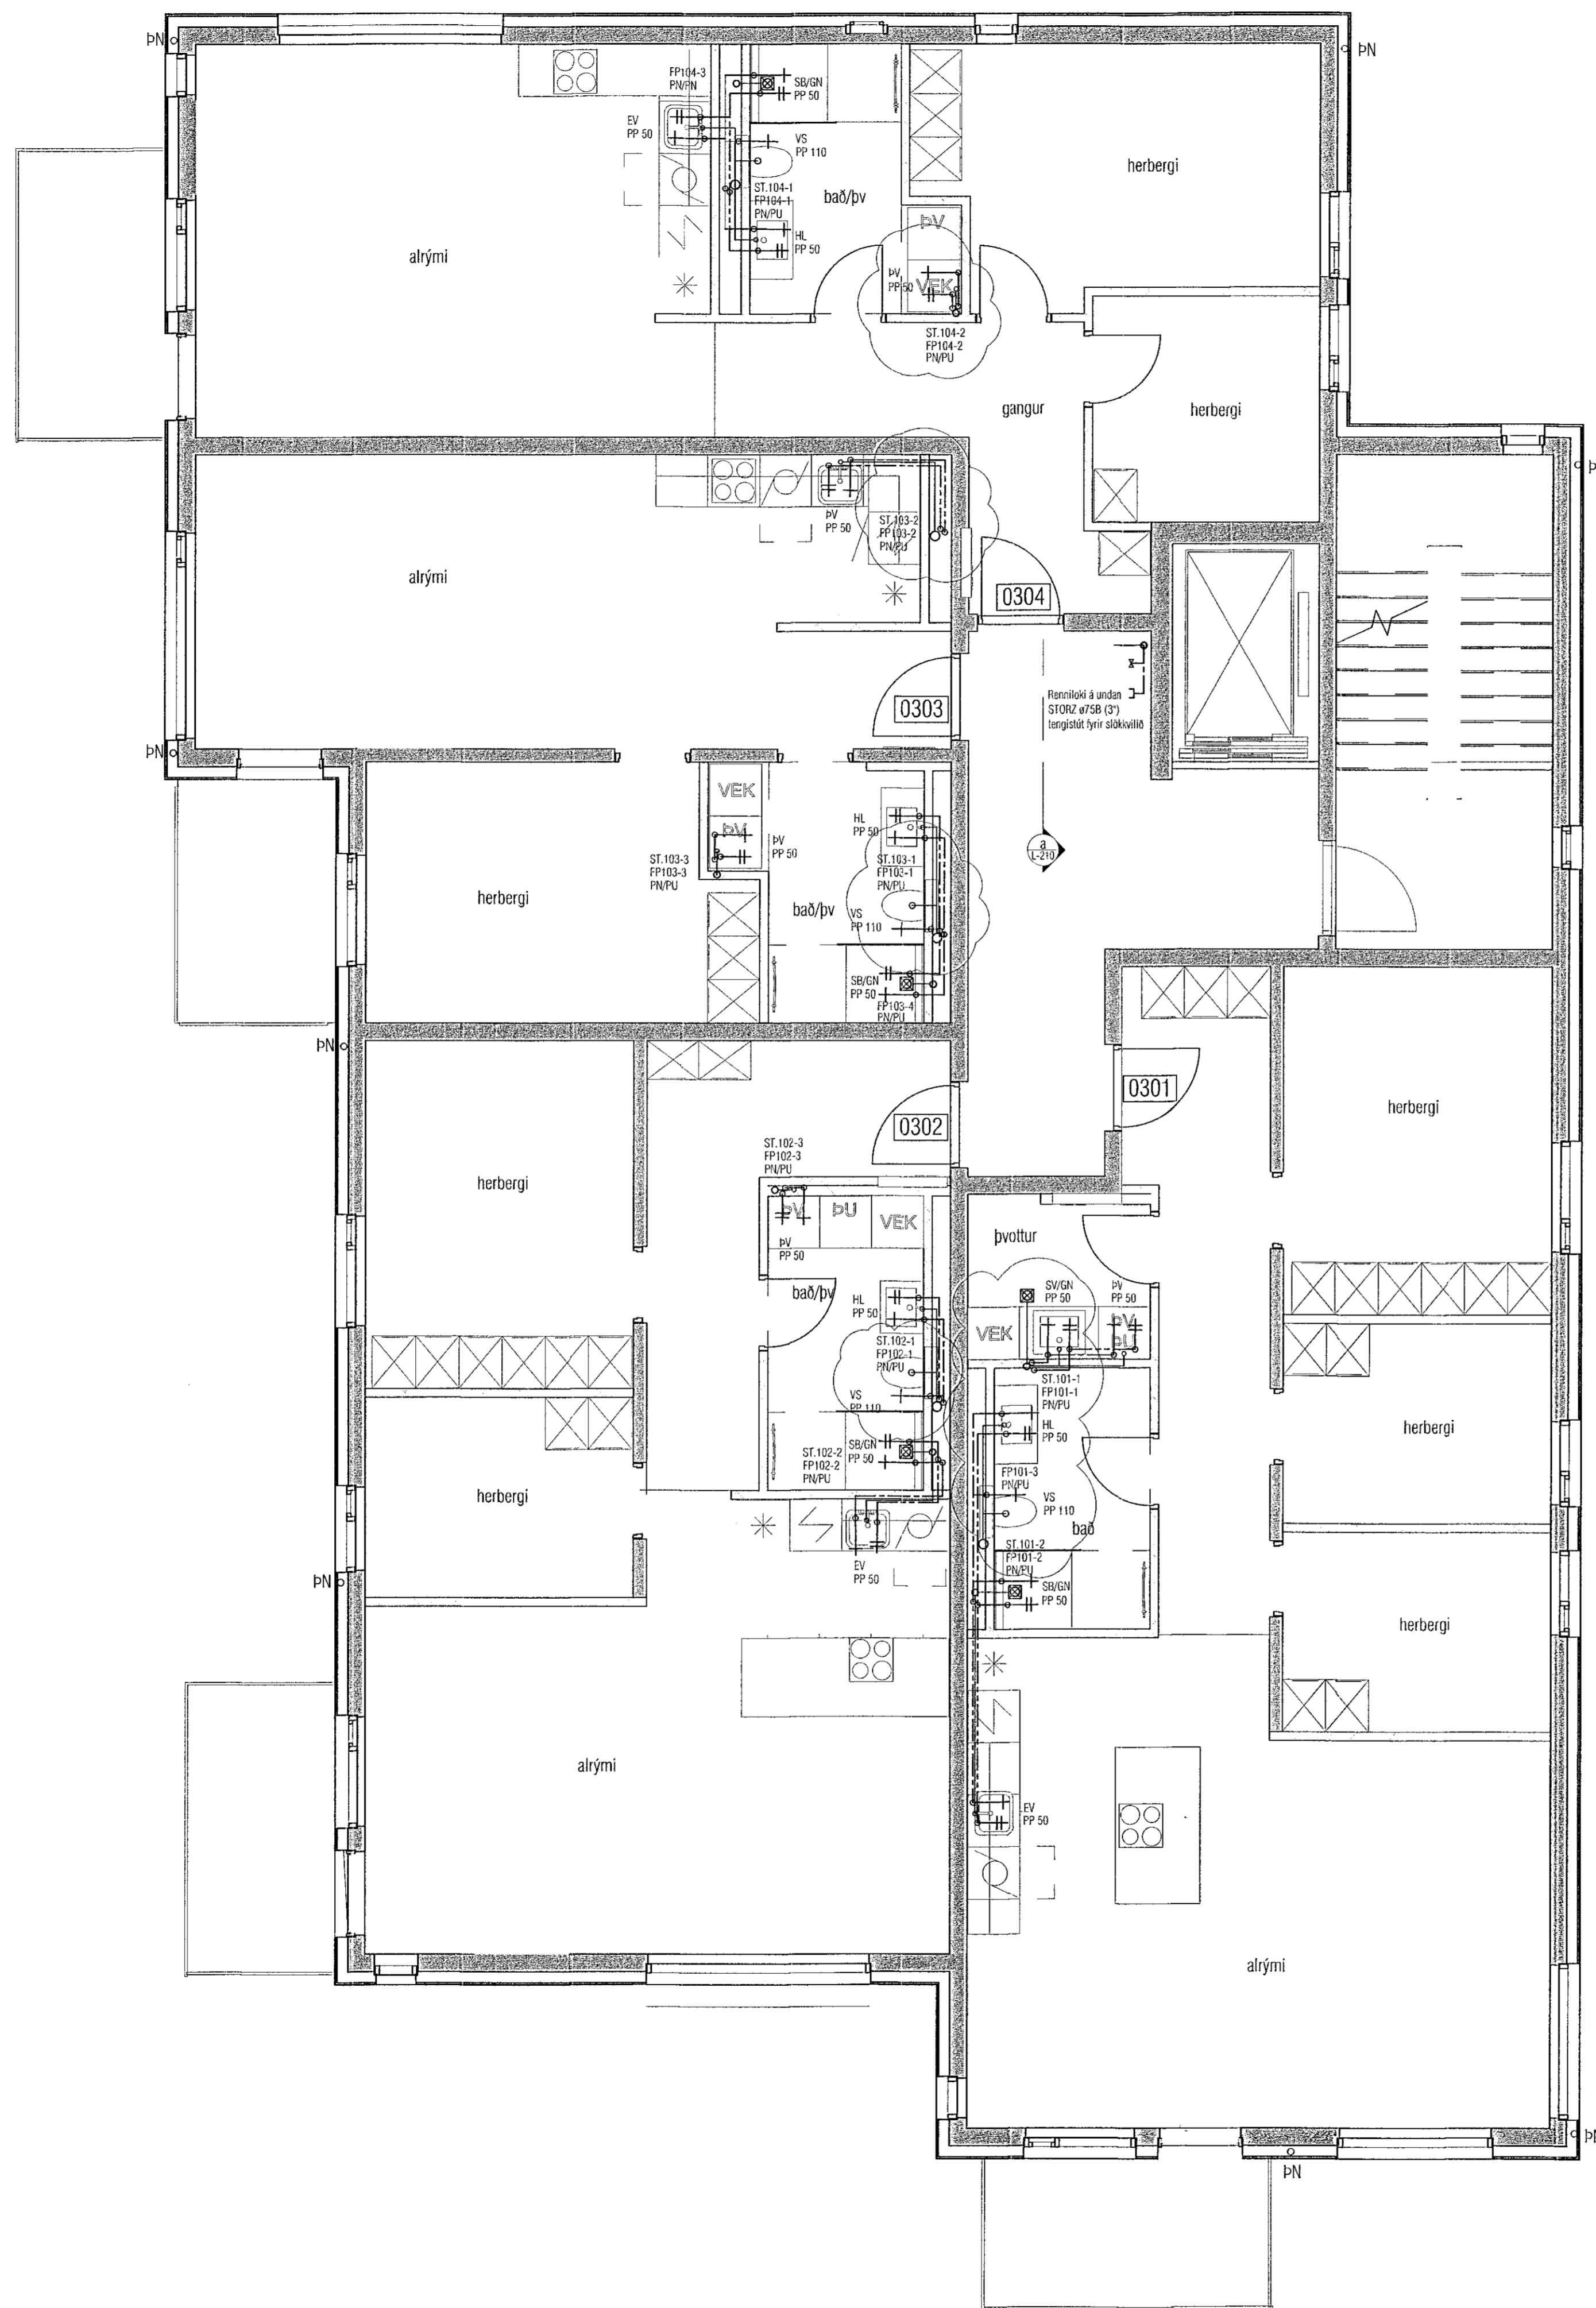 ÞN
ÞN
FP104-3
PN/PN
SB/GN
PP 50
EV
PP 50
VS
PP 110
herbergi
ST.104-1
FP104-1
PN/PU
bað/þv
ÞV
HL
PP 50
alrými
ÞV
PP 50
VEK
ST.104-2
FP104-2
PN/PU
gangur
herbergi
ÞV
PP 50
ST.103-2
FP103-2
PN/PU
alrými
0304
Renniloki á undan
STORZ ø75B (3")
tengistút fyrir slökkvilið
0303
ÞN
VEK
HL
PP 50
ÞV
ÞV
PP 50
a
L-210
ST.103-3
FP103-3
PN/PU
ST.103-1
FP103-1
PN/PU
herbergi
bað/þv
VS
PP 110
SB/GN
PP 50
FP103-4
PN/PU
ÞN
0301
herbergi
0302
ST.102-3
FP102-3
PN/PU
herbergi
ÞV
ÞU
VEK
ÞV
PP 50
þvottur
bað/þv
HL
PP 50
SV/GN
PP 50
ÞV
PP 50
VEK
ÞV
ÞU
ST.102-1
FP102-1
PN/PU
ST.101-1
FP101-1
PN/PU
VS
PP 110
HL
PP 50
herbergi
SB/GN
PP 50
ST.102-2
FP102-2
PN/PU
FP101-3
PN/PU
herbergi
VS
PP 110
bað
ST.101-2
FP101-2
PN/PU
EV
PP 50
ÞN
SB/GN
PP 50
herbergi
alrými
EV
PP 50
alrými
ÞN